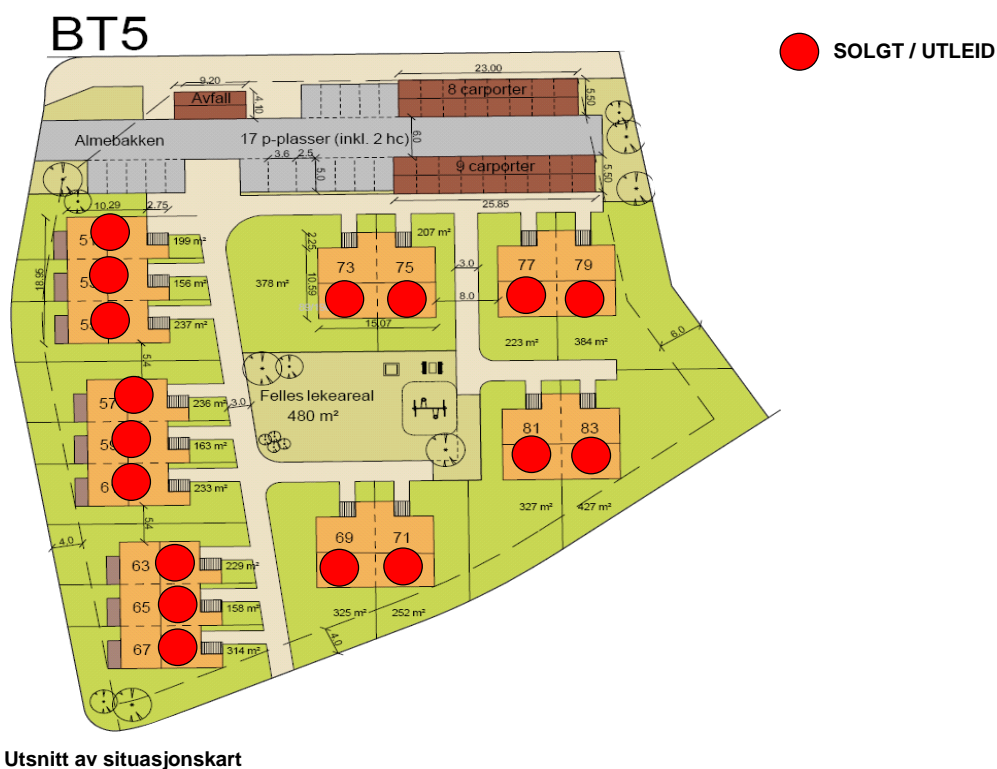 BT5
SOLGT / UTLEID
23.00
9.20
8 carporter
5.50
Avfall
4.10
Almebakken
17 p-plasser (inkl. 2 hc)
6.0
3.6
2.5
5.0
9 carporter
5.50
10.29
2.75
25.85
199 m²
207 m²
2.25
18.95
156 m²
378 m²
10.59
73
75
3.0
77
79
8.0
237 m²
15.07
223 m²
384 m²
6.0
5.4
57
236 m²
3.0
Felles lekeareal
480 m²
59
163 m²
81
83
233 m²
327 m²
427 m²
5.4
4.0
69
71
63
229 m²
65
158 m²
325 m²
252 m²
67
314 m²
4.0
Utsnitt av situasjonskart